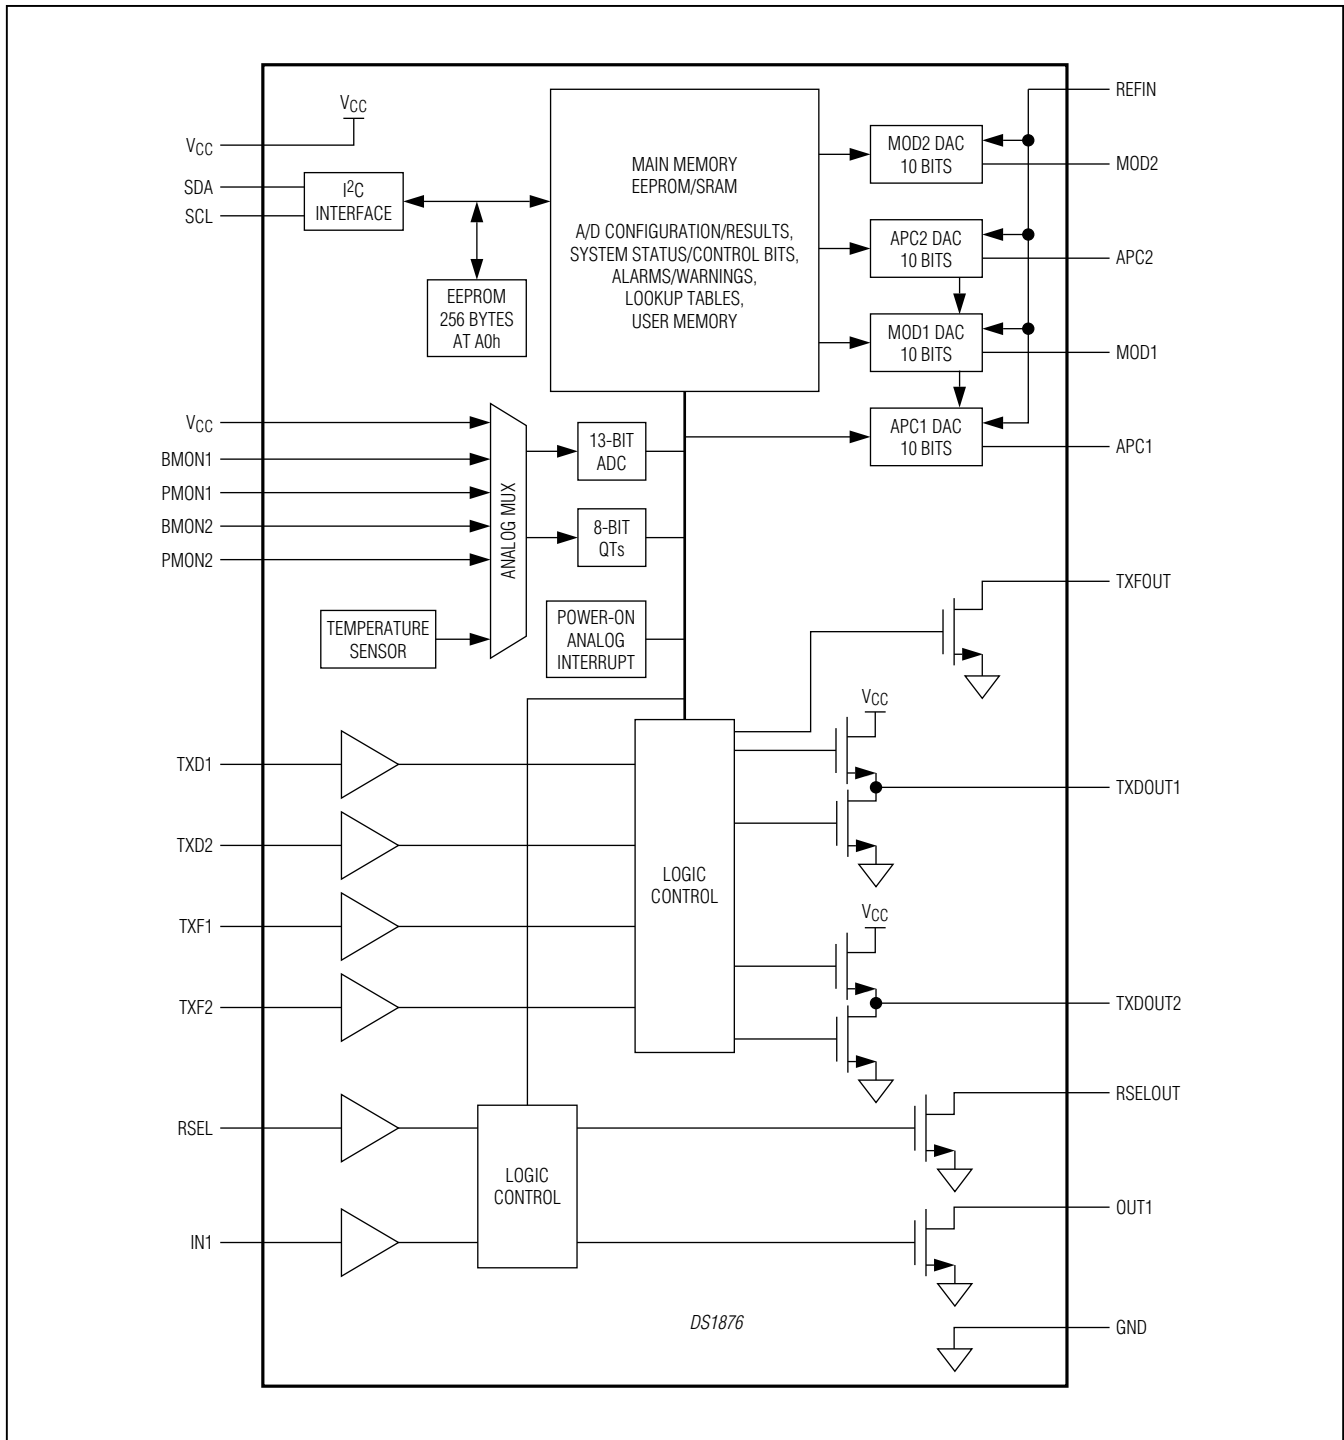 REFIN
VCC
VCC
MOD2 DAC
10 BITS
MOD2
MAIN MEMORY
EEPROM/SRAM
A/D CONFIGURATION/RESULTS,
SYSTEM STATUS/CONTROL BITS,
ALARMS/WARNINGS,
LOOKUP TABLES,
USER MEMORY
SDA
SCL
I2C
INTERFACE
APC2 DAC
10 BITS
APC2
EEPROM
256 BYTES
AT A0h
MOD1 DAC
10 BITS
MOD1
APC1 DAC
10 BITS
APC1
VCC
BMON1
PMON1
BMON2
PMON2
ANALOG MUX
13-BIT
ADC
8-BIT
QTs
TEMPERATURE
SENSOR
POWER-ON
ANALOG
INTERRUPT
TXFOUT
VCC
TXD1
TXDOUT1
TXD2
LOGIC
CONTROL
TXF1
VCC
TXF2
TXDOUT2
RSEL
RSELOUT
LOGIC
CONTROL
IN1
OUT1
DS1876
GND